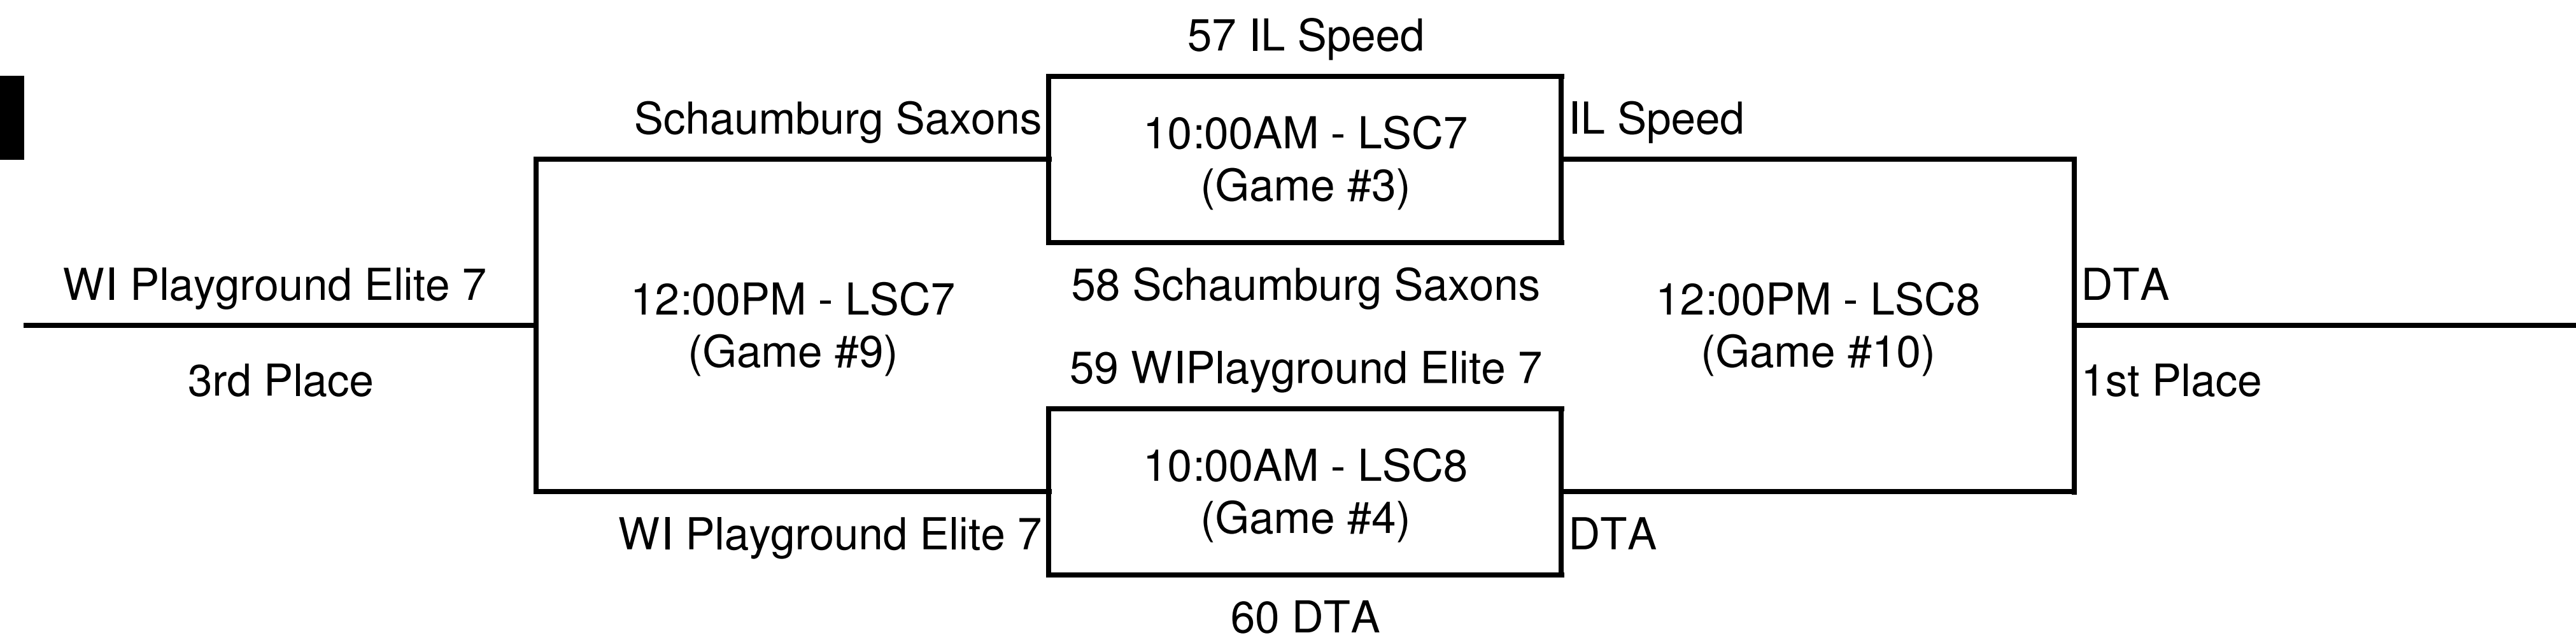 57 IL Speed
Schaumburg Saxons
10:00AM - LSC7
(Game #3)
IL Speed
WI Playground Elite 7
3rd Place
12:00PM - LSC7
(Game #9)
58 Schaumburg Saxons
59 WIPlayground Elite 7
12:00PM - LSC8
(Game #10)
DTA
1st Place
WI Playground Elite 7
10:00AM - LSC8
(Game #4)
DTA
60 DTA